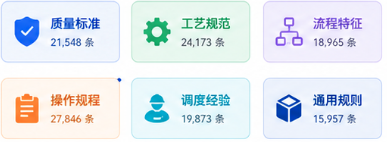 质量标准
21,548 条
工艺规范
24,173 条
流程特征
18,965 条
操作规程
27,846 条
调度经验
19,873 条
通用规则
15,957 条